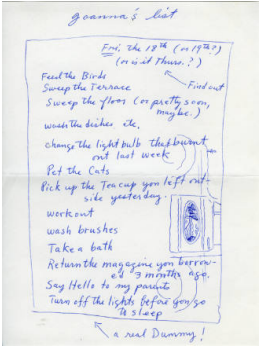 Joanna's list
Fri. the 18th (or 19th?)
(or is it Thurs.?)
Find out
Feed the Birds
Sweep the Terrace
Sweep the floor (or pretty soon,
maybe.)
wash the dishes, etc.
change the light bulb that burnt
out last week
Pet the Cats
Pick up the Teacup you left out-
side yesterday.
workout
wash brushes
Take a bath
Return the magazine you borrow-
ed 3 months ago.
Say Hello to my parents
Turn off the lights before you go
to sleep
a real Dummy!